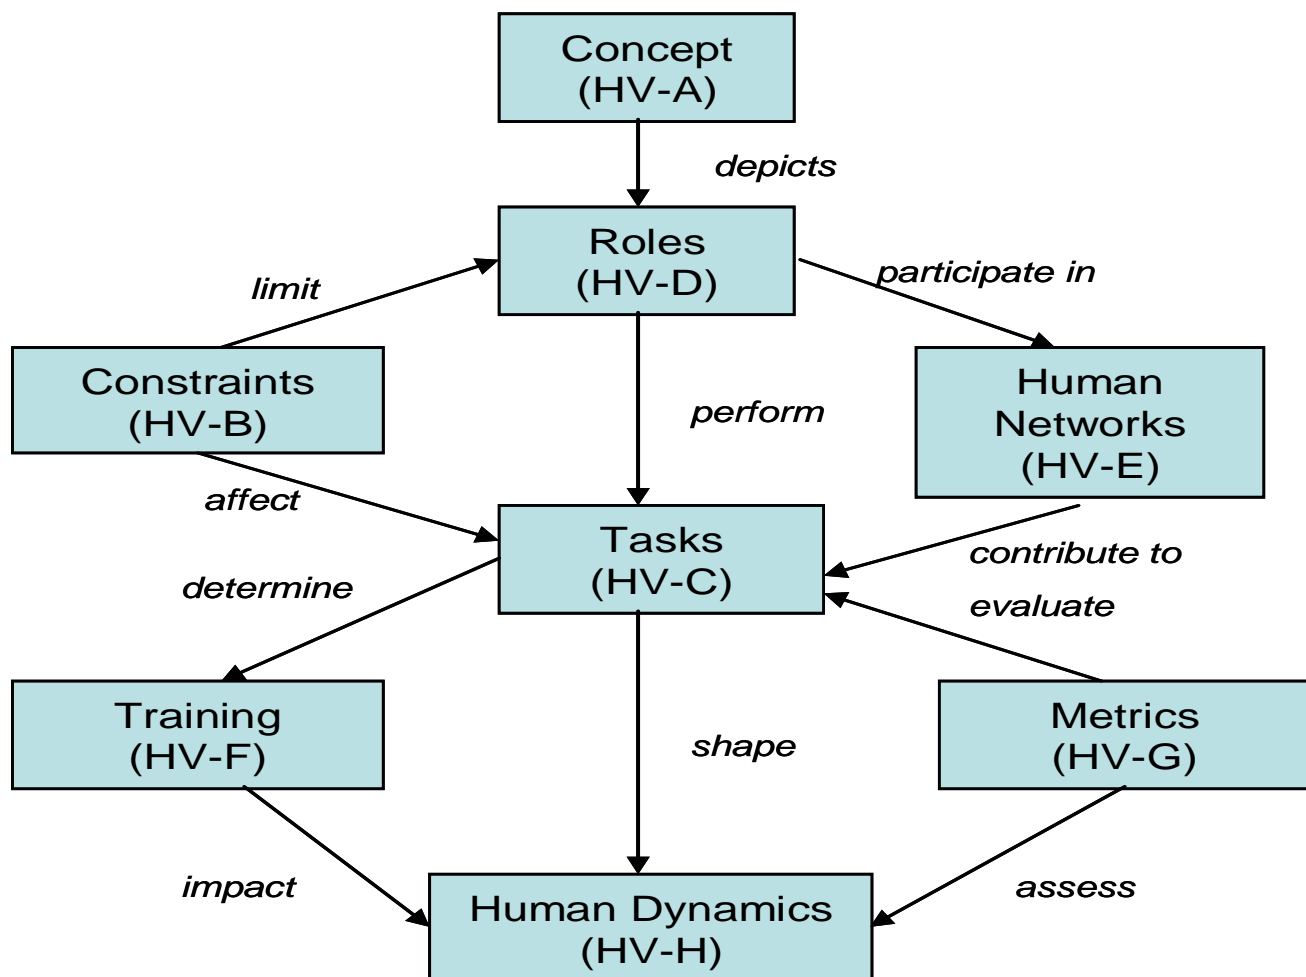 Concept
(HV-A)
depicts
Roles
(HV-D)
limit
participate in
Constraints
(HV-B)
Human
Networks
(HV-E)
perform
affect
Tasks
(HV-C)
contribute to
determine
evaluate
Training
(HV-F)
shape
Metrics
(HV-G)
impact
assess
Human Dynamics
(HV-H)